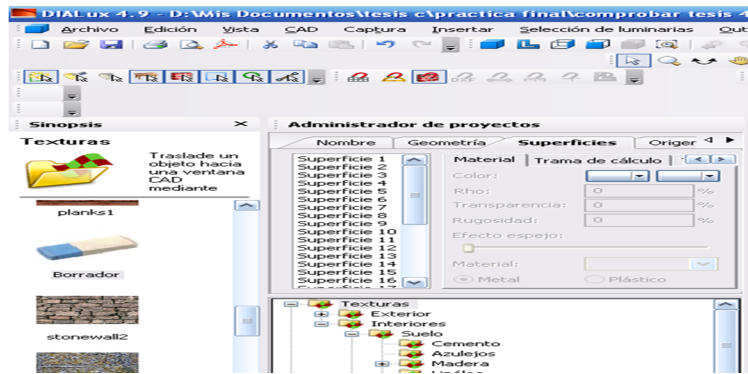 DIALux 4.9 - D:\Mis Documentos\tesis c\practica final\comprobar tesis 4
Archivo Edición Vista CAD Captura Insertar Selección de luminarias Out
Sinopsis
Administrador de proyectos
Texturas
Nombre Geometría Superficies Origer
Traslade un
objeto hacia
una ventana
CAD
mediante
Superficie 1
Superficie 2
Superficie 3
Superficie 4
Superficie 5
Superficie 6
Superficie 7
Superficie 8
Superficie 9
Superficie 10
Superficie 11
Superficie 12
Superficie 13
Superficie 14
Superficie 15
Superficie 16
Material Trama de cálculo
Color:
Rho: 0 %
Transparencia: 0 %
Rugosidad: 0 %
Efecto espejo:
Material:
Metal Plástico
planks1
Borrador
stonewall2
Texturas
Exterior
Interiores
Suelo
Cemento
Azulejos
Madera